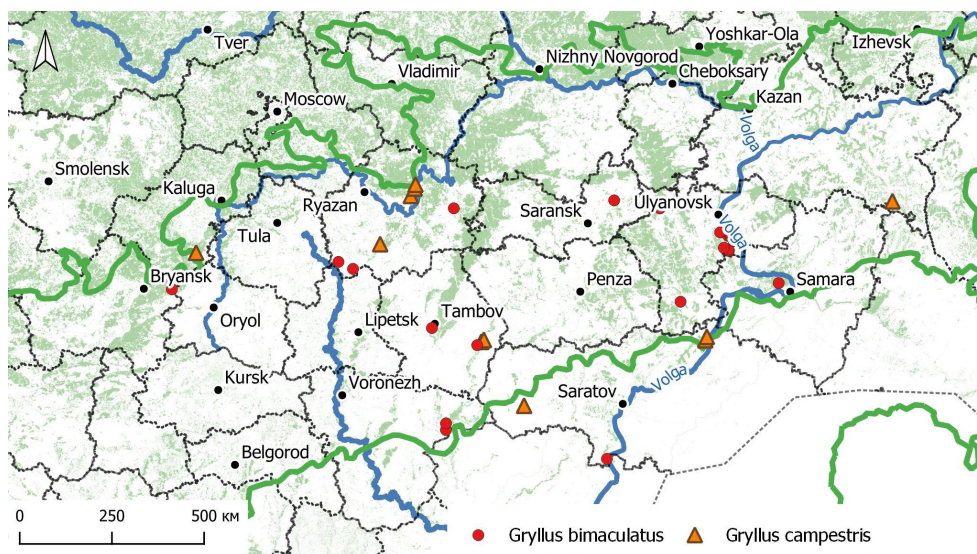 Tver
Yoshkar-Ola
Izhevsk
Nizhny Novgorod
Vladimir
Cheboksary
Moscow
Kazan
Volga
Smolensk
Kaluga
Ryazan
Saransk
Ulyanovsk
Tula
Volga
Bryansk
Penza
Samara
Oryol
Lipetsk
Tambov
Kursk
Voronezh
Saratov
Volga
Belgorod
0 250 500 км
Gryllus bimaculatus
Gryllus campestris